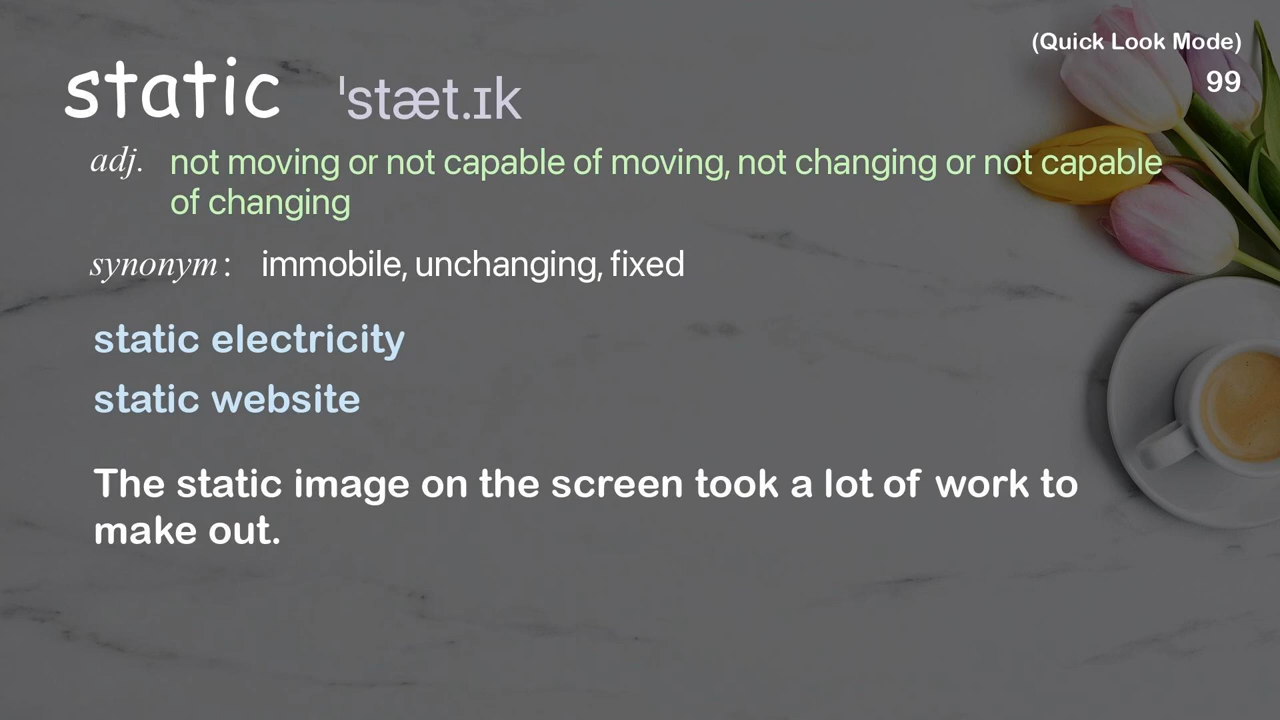 (Quick Look Mode)
99
static ˈstæt.ɪk
adj. not moving or not capable of moving, not changing or not capable
of changing
synonym : immobile, unchanging, fixed
static electricity
static website
The static image on the screen took a lot of work to
make out.